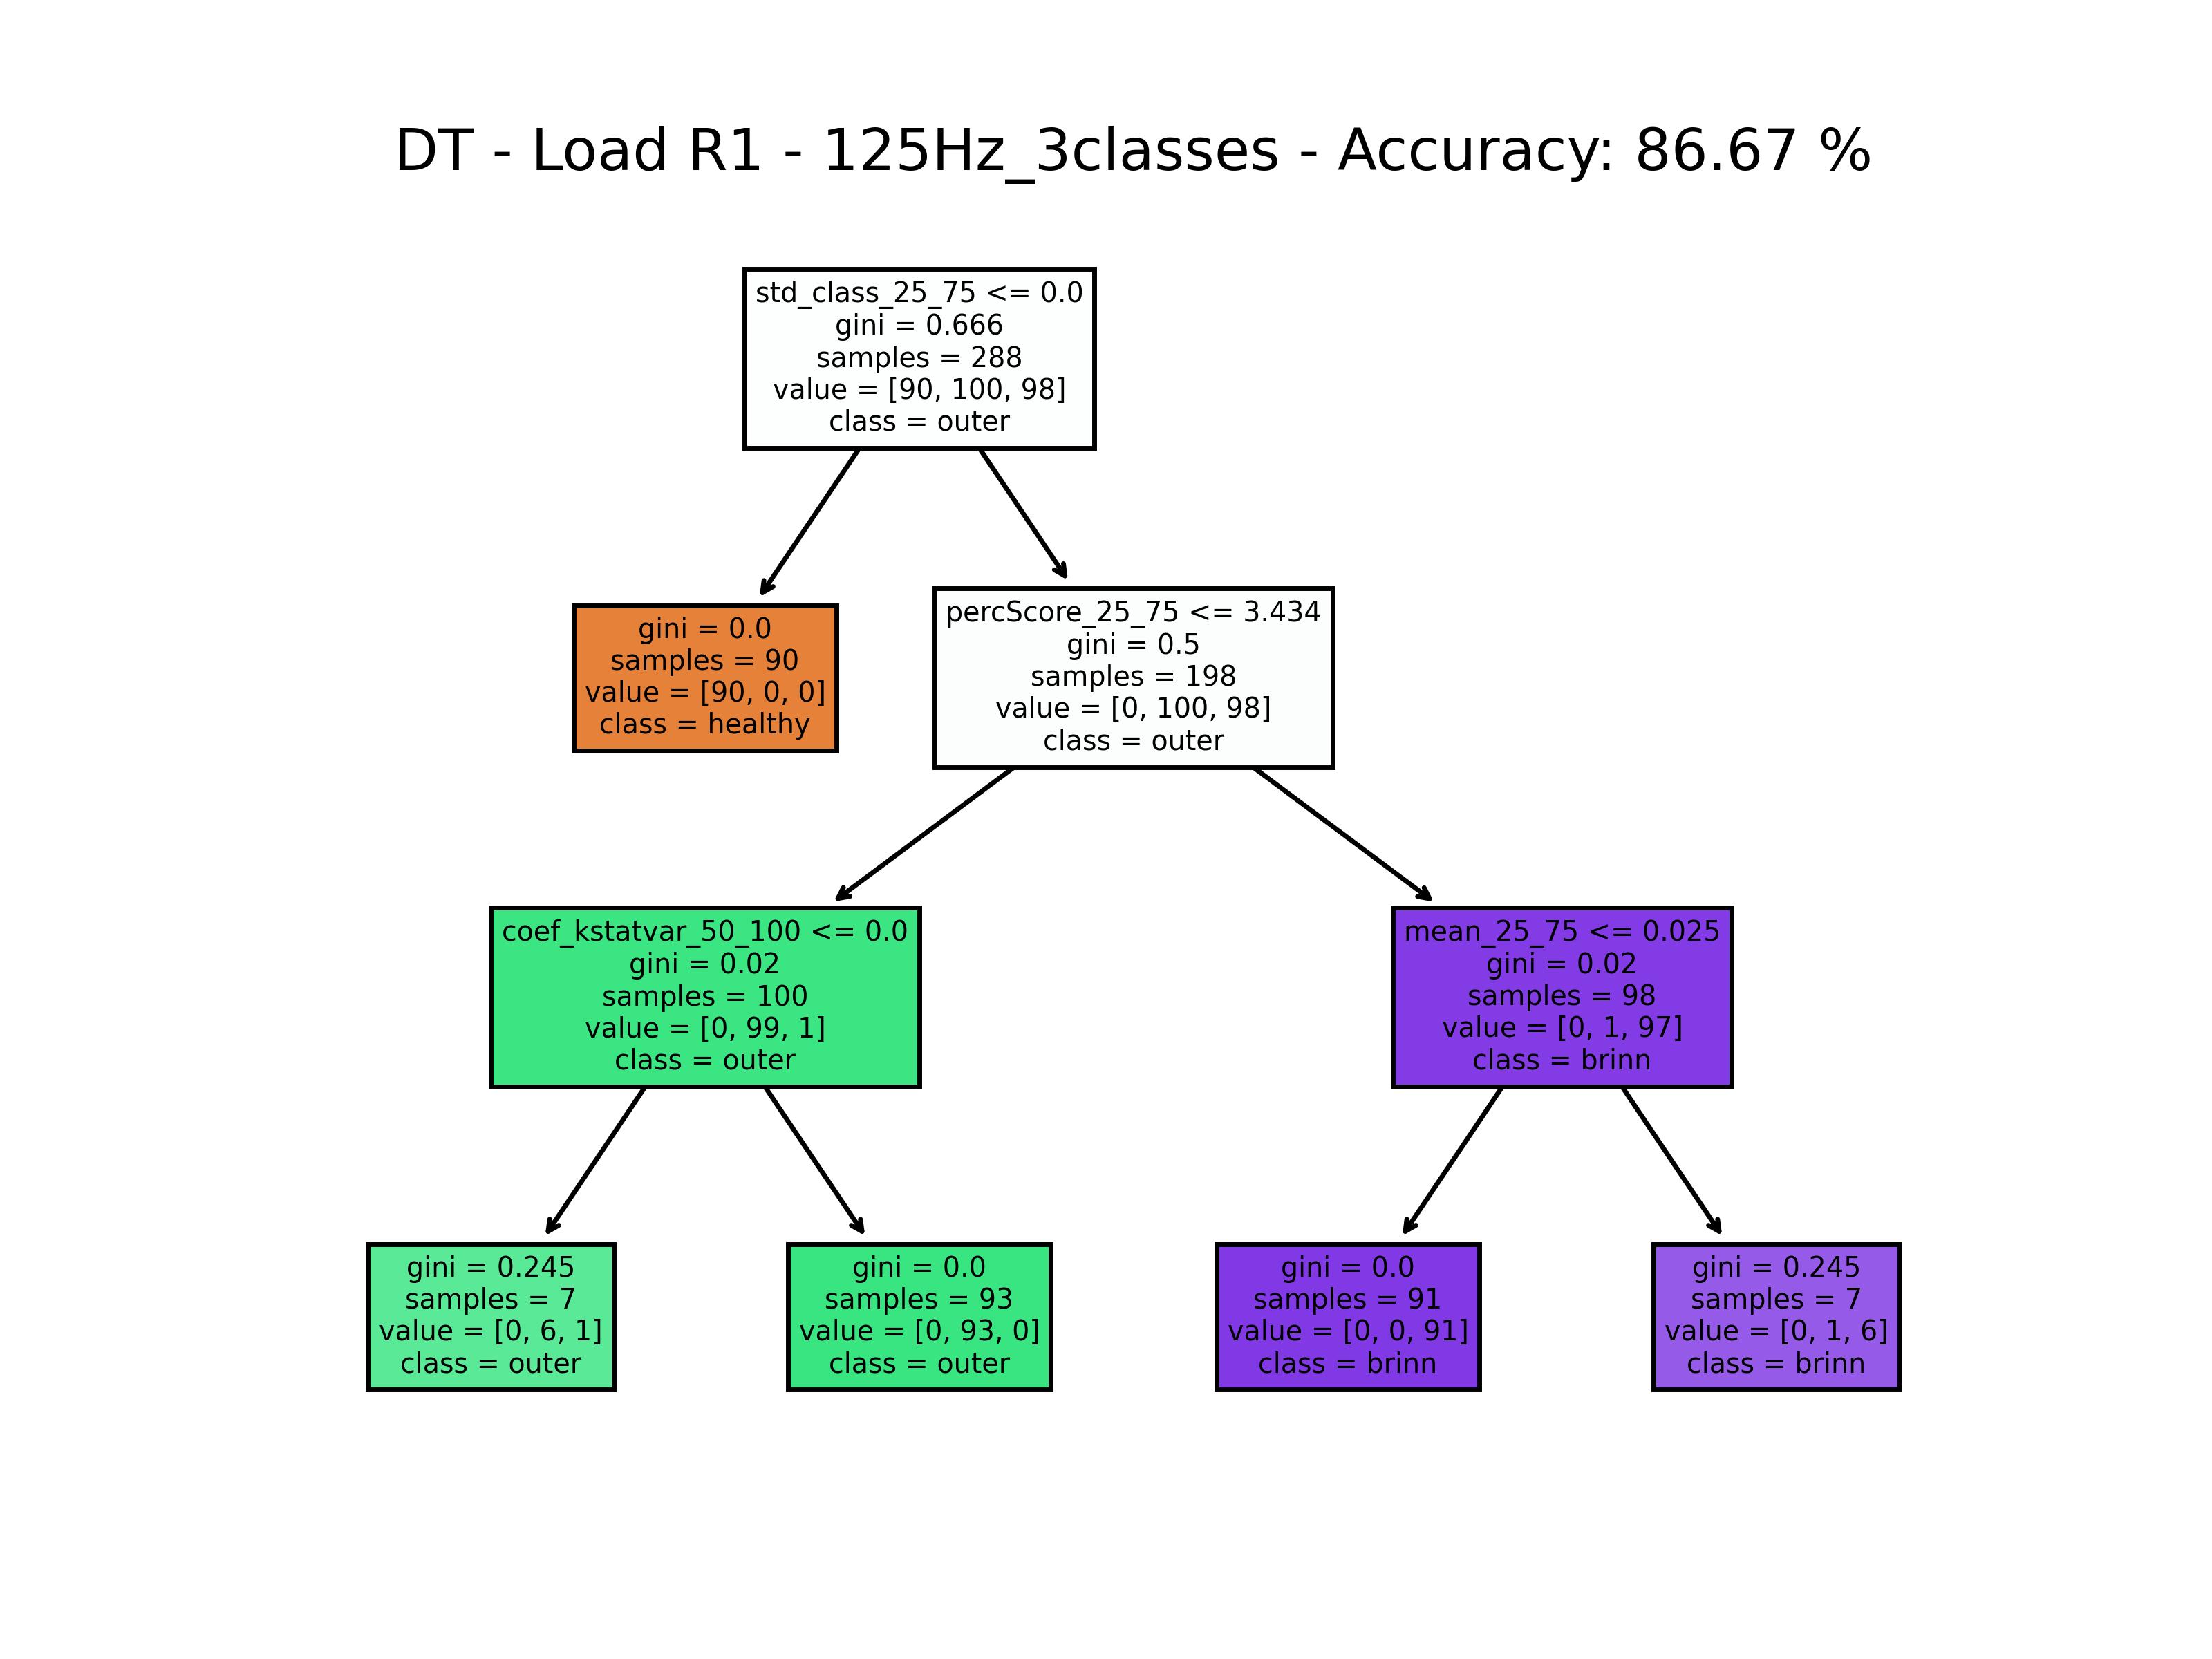 DT - Load R1 - 125Hz_3classes - Accuracy: 86.67 %
std_class_25_75 <= 0.0
gini = 0.666
samples = 288
value = [90, 100, 98]
class = outer
gini = 0.0
samples = 90
value = [90, 0, 0]
class = healthy
percScore_25_75 <= 3.434
gini = 0.5
samples = 198
value = [0, 100, 98]
class = outer
coef_kstatvar_50_100 <= 0.0
gini = 0.02
samples = 100
value = [0, 99, 1]
class = outer
mean_25_75 <= 0.025
gini = 0.02
samples = 98
value = [0, 1, 97]
class = brinn
gini = 0.245
samples = 7
value = [0, 6, 1]
class = outer
gini = 0.0
samples = 93
value = [0, 93, 0]
class = outer
gini = 0.0
samples = 91
value = [0, 0, 91]
class = brinn
gini = 0.245
samples = 7
value = [0, 1, 6]
class = brinn